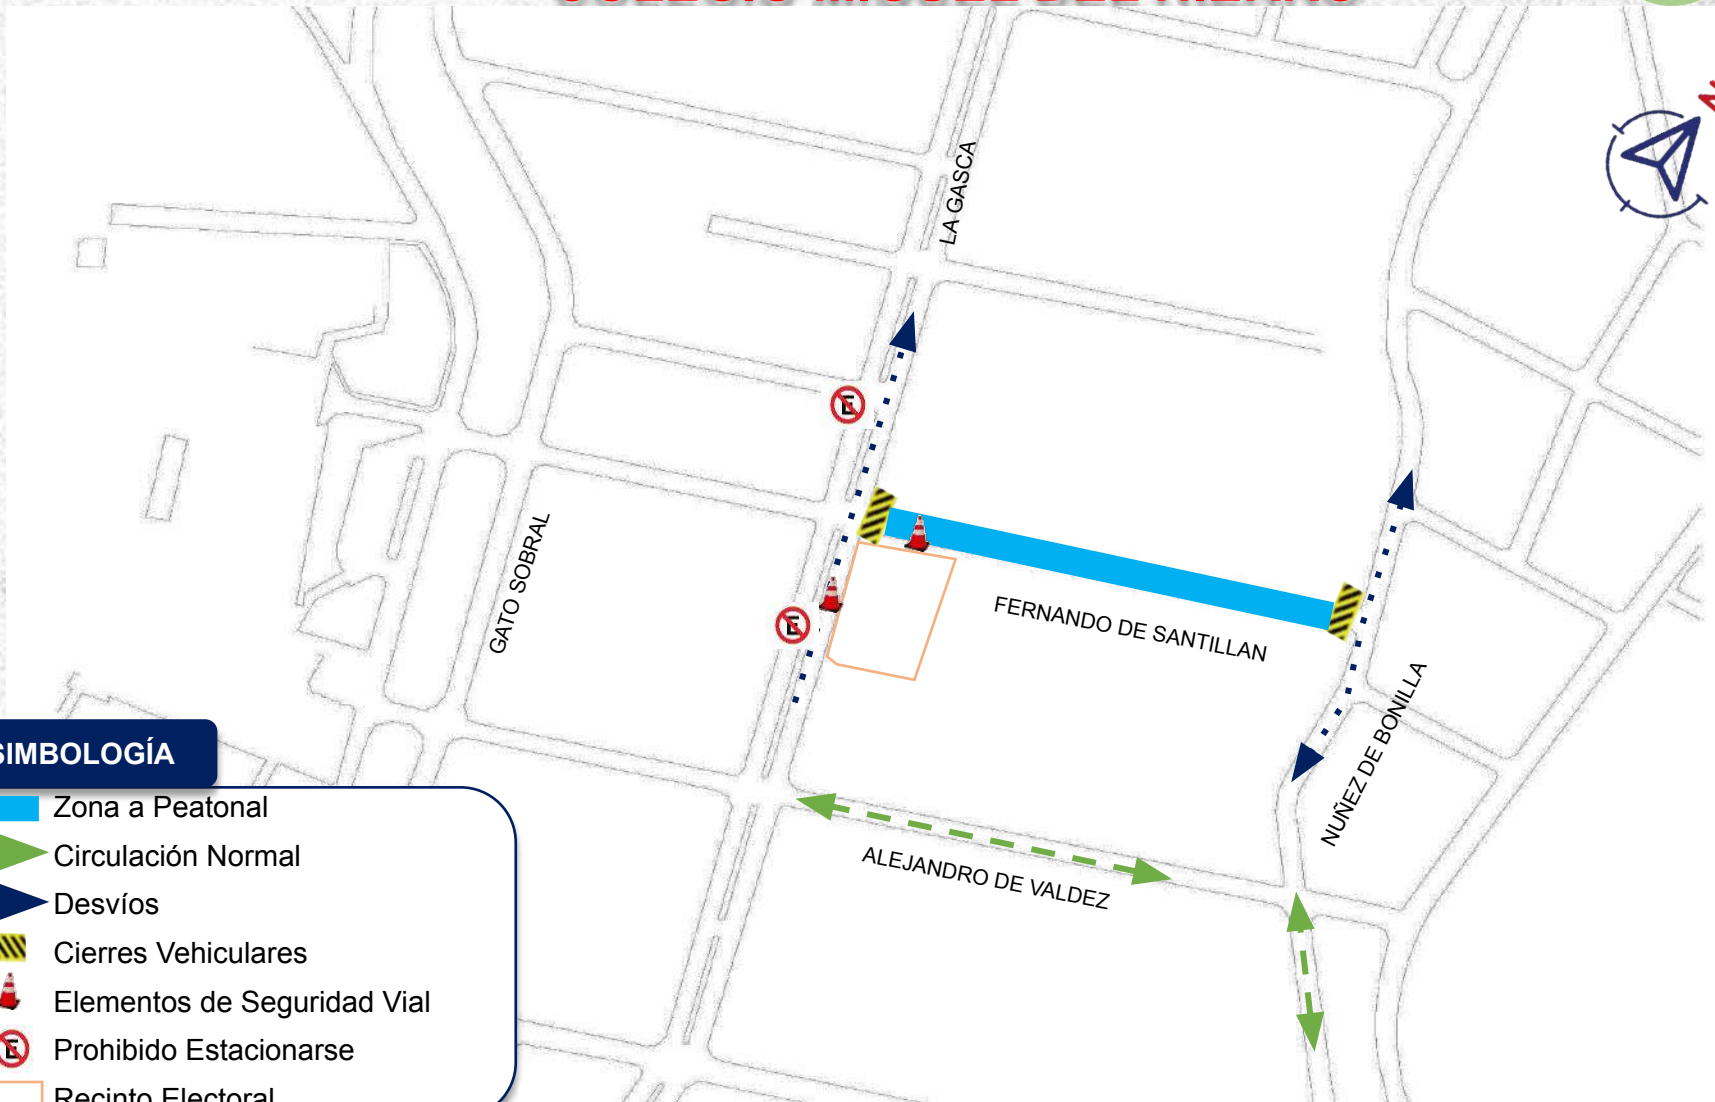 LA GASCA
GATO SOBRAL
FERNANDO DE SANTILLAN
NUÑEZ DE BONILLA
ALEJANDRO DE VALDEZ
SIMBOLOGÍA
Zona a Peatonal
Circulación Normal
Desvíos
Cierres Vehiculares
Elementos de Seguridad Vial
E Prohibido Estacionarse
Recinto Electoral